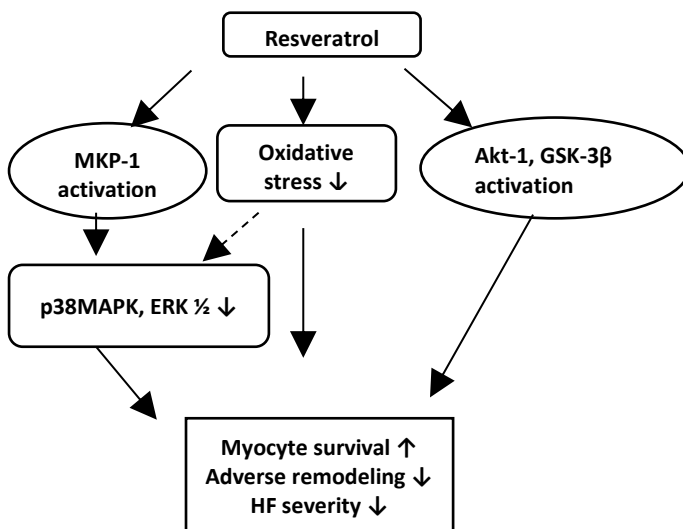 Resveratrol
MKP-1
activation
Oxidative
stress ↓
Akt-1, GSK-3β
activation
p38MAPK, ERK ½ ↓
Myocyte survival ↑
Adverse remodeling ↓
HF severity ↓